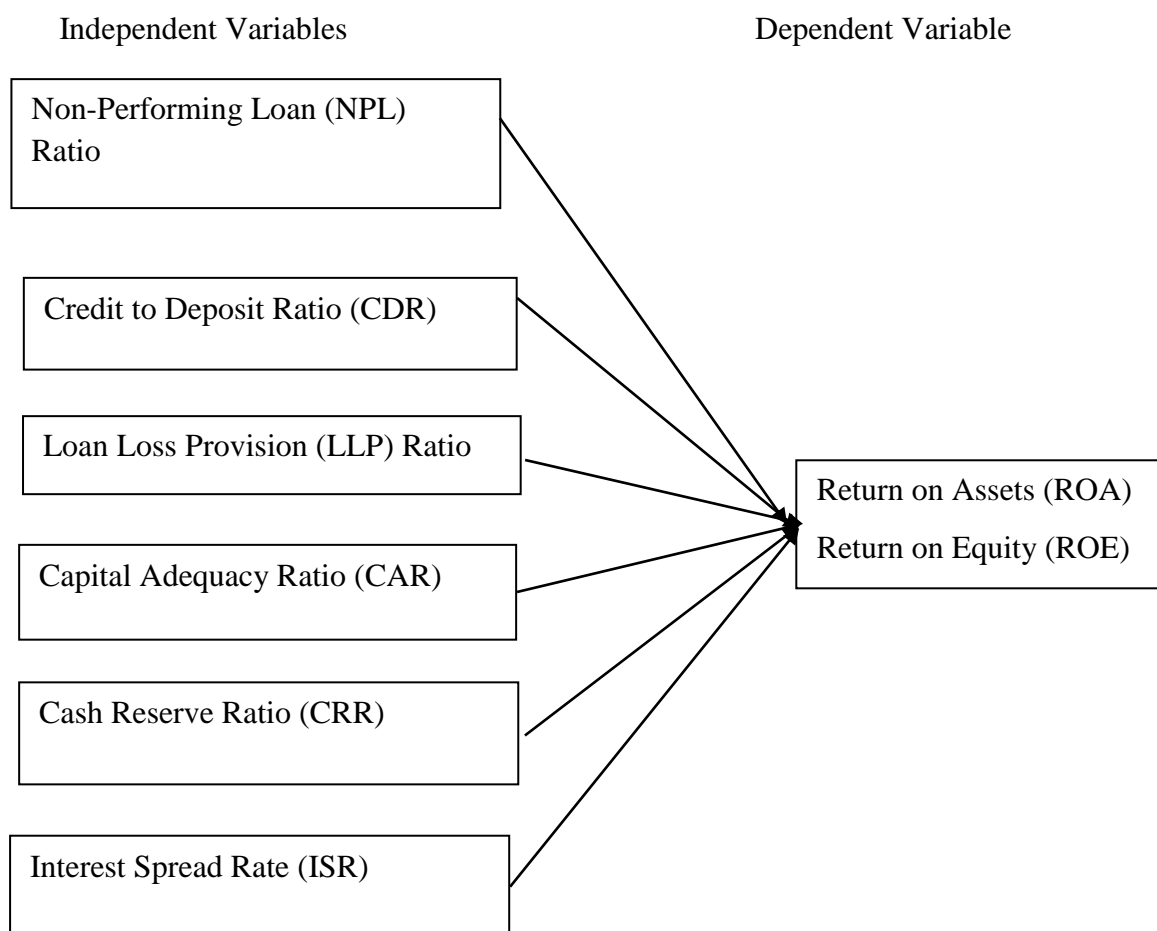 Independent Variables
Dependent Variable
Non-Performing Loan (NPL)
Ratio
Credit to Deposit Ratio (CDR)
Loan Loss Provision (LLP) Ratio
Capital Adequacy Ratio (CAR)
Cash Reserve Ratio (CRR)
Interest Spread Rate (ISR)
Return on Assets (ROA)
Return on Equity (ROE)